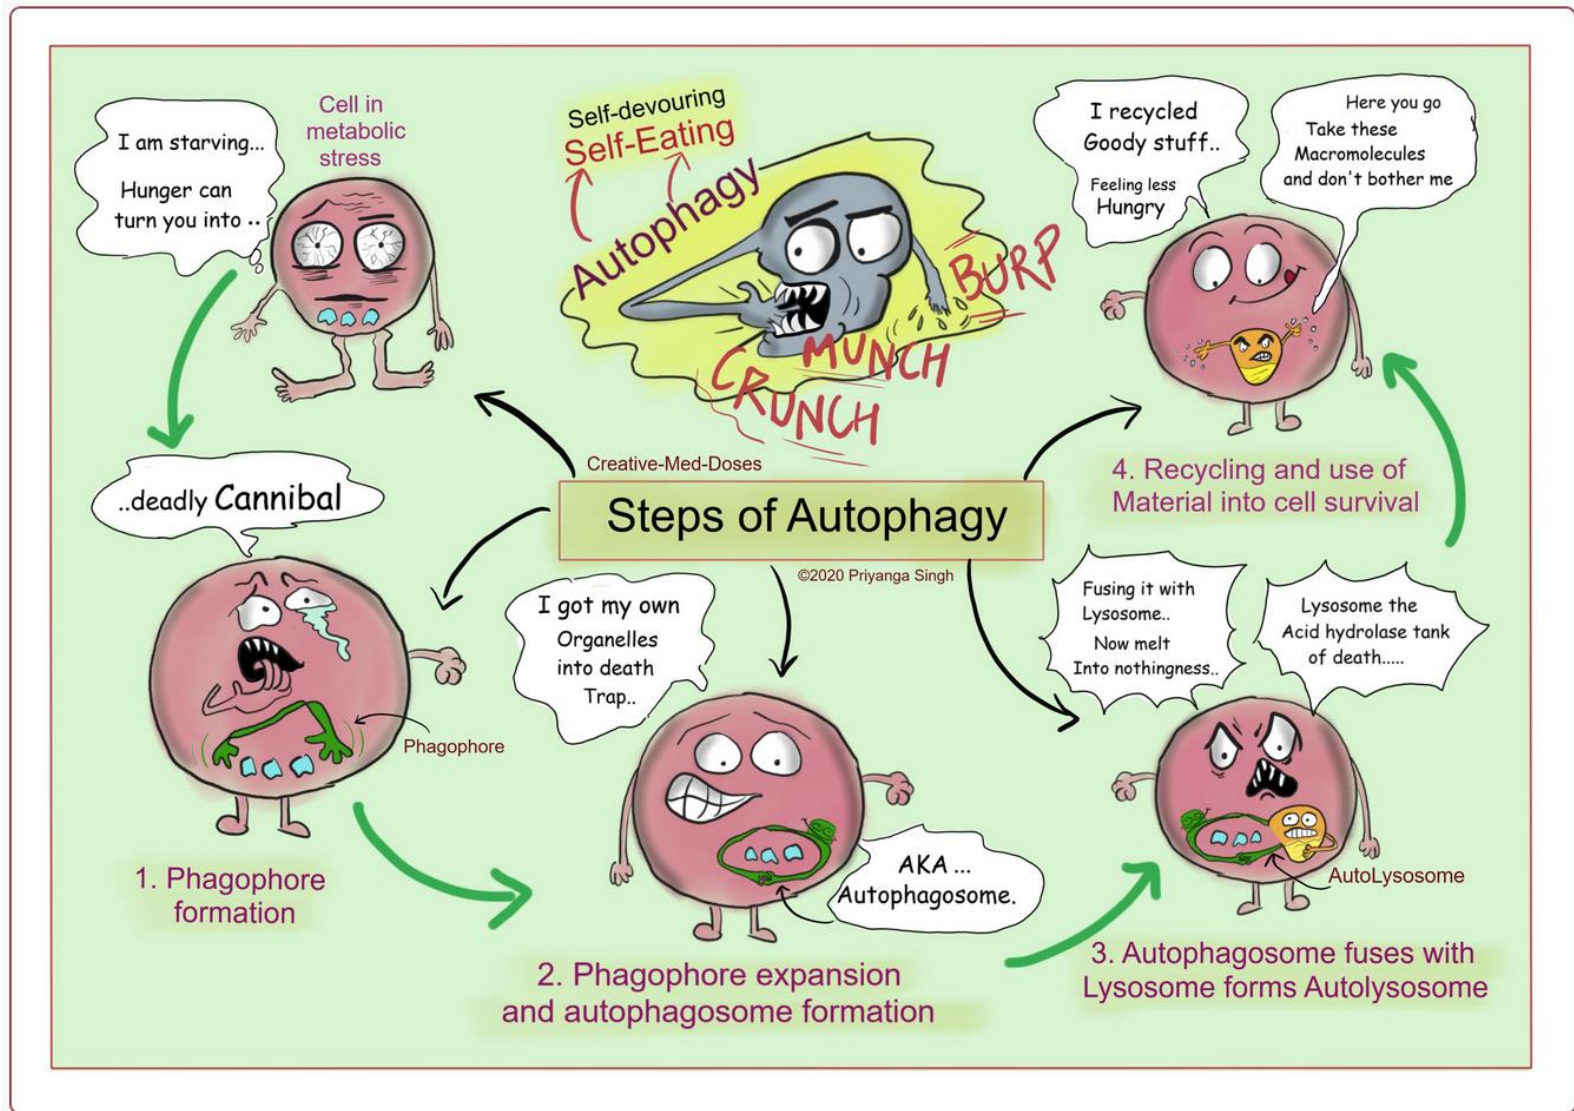 I am starving...
Hunger can
turn you into ..
Cell in
metabolic
stress
Self-devouring
Self-Eating
Autophagy
BURP
MUNCH
CRUNCH
I recycled
Goody stuff..
Feeling less
Hungry
Here you go
Take these
Macromolecules
and don't bother me
..deadly Cannibal
Creative-Med-Doses
Steps of Autophagy
©2020 Priyanga Singh
4. Recycling and use of
Material into cell survival
Phagophore
1. Phagophore
formation
I got my own
Organelles
into death
Trap..
AKA ...
Autophagosome.
2. Phagophore expansion
and autophagosome formation
Fusing it with
Lysosome..
Now melt
Into nothingness..
Lysosome the
Acid hydrolase tank
of death.....
AutoLysosome
3. Autophagosome fuses with
Lysosome forms Autolysosome